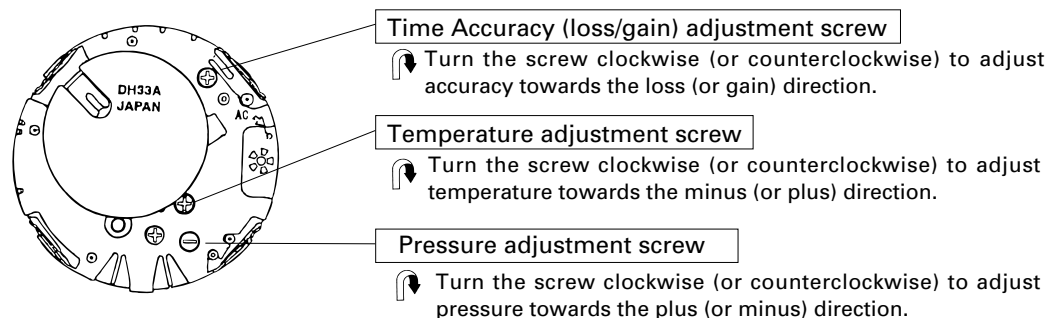 Time Accuracy (loss/gain) adjustment screw
Turn the screw clockwise (or counterclockwise) to adjust
accuracy towards the loss (or gain) direction.
DH33A
JAPAN
AC
Temperature adjustment screw
Turn the screw clockwise (or counterclockwise) to adjust
temperature towards the minus (or plus) direction.
Pressure adjustment screw
Turn the screw clockwise (or counterclockwise) to adjust
pressure towards the plus (or minus) direction.